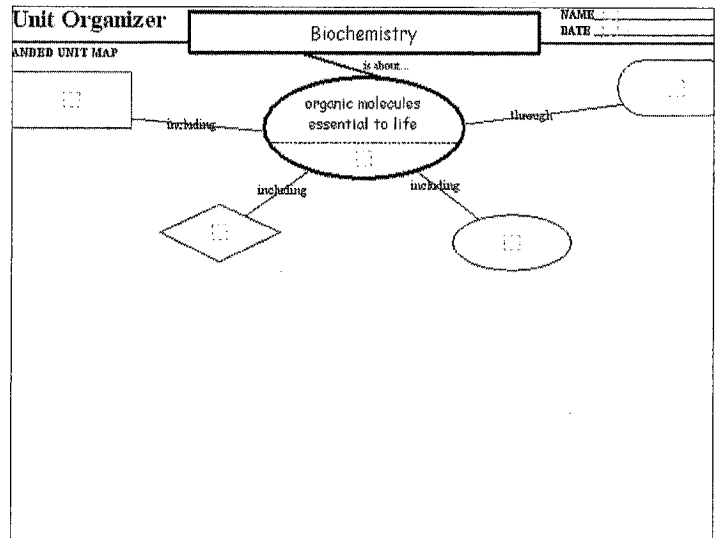 Unit Organizer
Biochemistry
NAME
DATE
ANDED UNIT MAP
is about...
organic molecules
essential to life
including
through
including
including